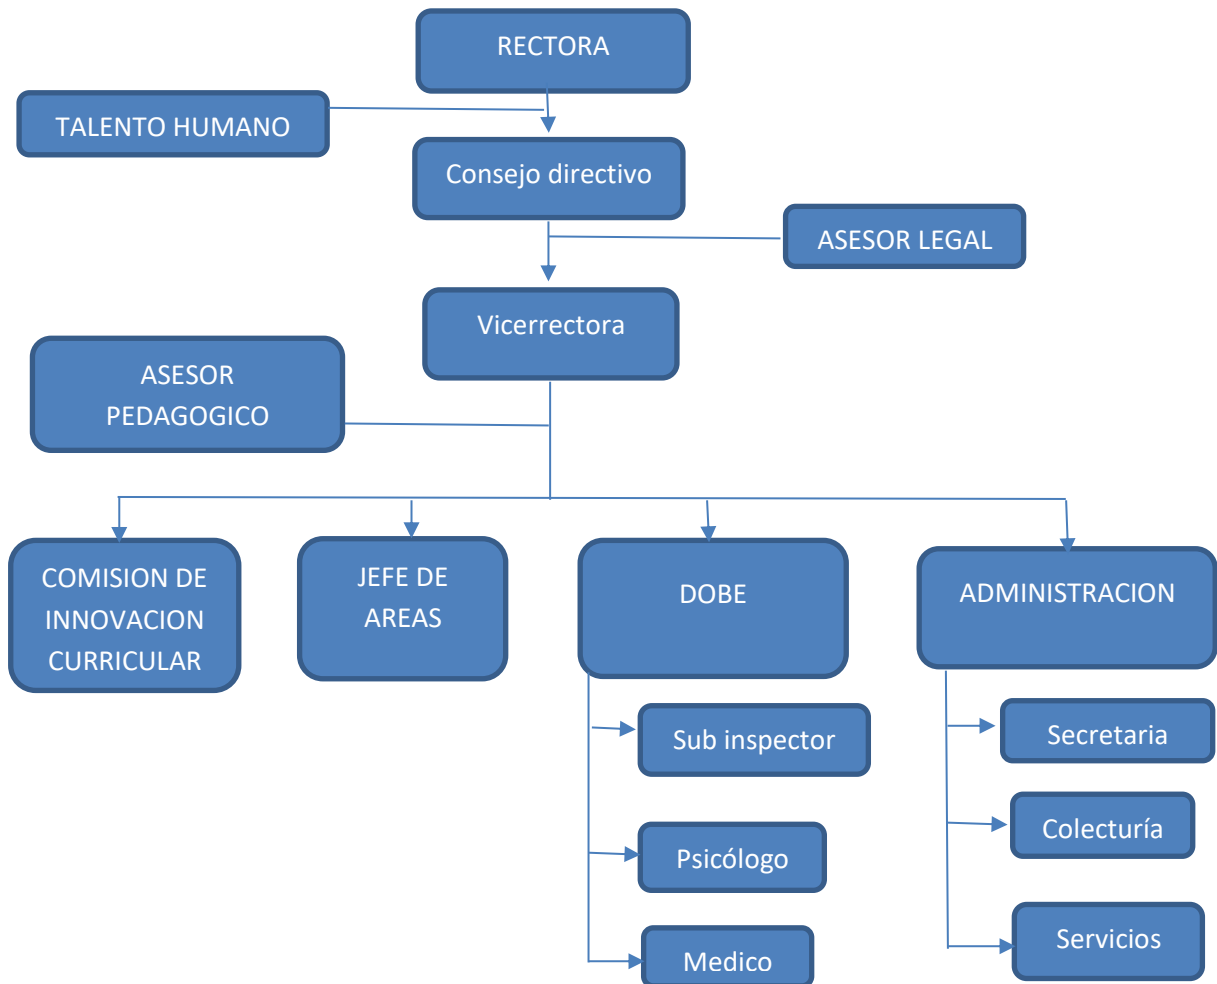 RECTORA
TALENTO HUMANO
Consejo directivo
ASESOR LEGAL
Vicerrectora
ASESOR
PEDAGOGICO
COMISION DE
INNOVACION
CURRICULAR
JEFE DE
AREAS
DOBE
ADMINISTRACION
Sub inspector
Secretaria
Psicólogo
Colecturía
Medico
Servicios